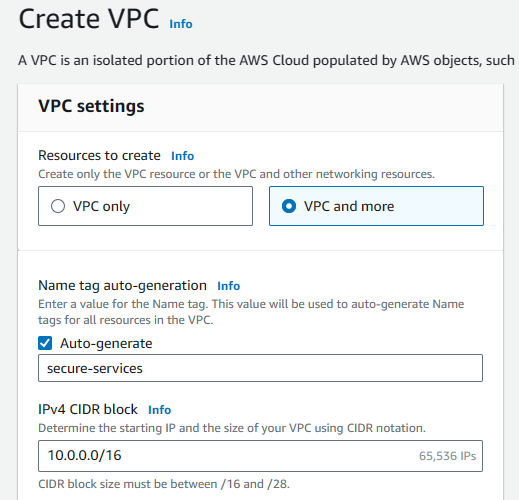 Create VPC Info
A VPC is an isolated portion of the AWS Cloud populated by AWS objects, such
VPC settings
Resources to create Info
Create only the VPC resource or the VPC and other networking resources.
VPC only
VPC and more
Name tag auto-generation Info
Enter a value for the Name tag. This value will be used to auto-generate Name
tags for all resources in the VPC.
Auto-generate
secure-services
IPv4 CIDR block Info
Determine the starting IP and the size of your VPC using CIDR notation.
10.0.0.0/16 65,536 IPs
CIDR block size must be between /16 and /28.